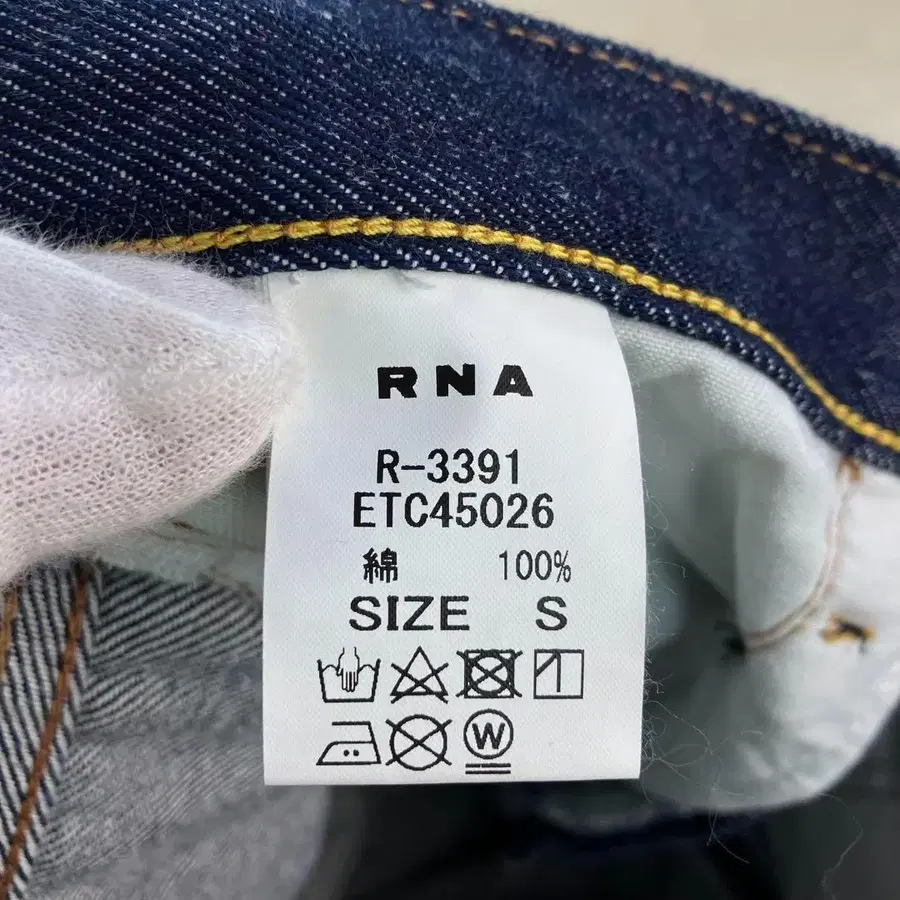 RNA
R-3391
ETC45026
綿 100%
SIZE S
W